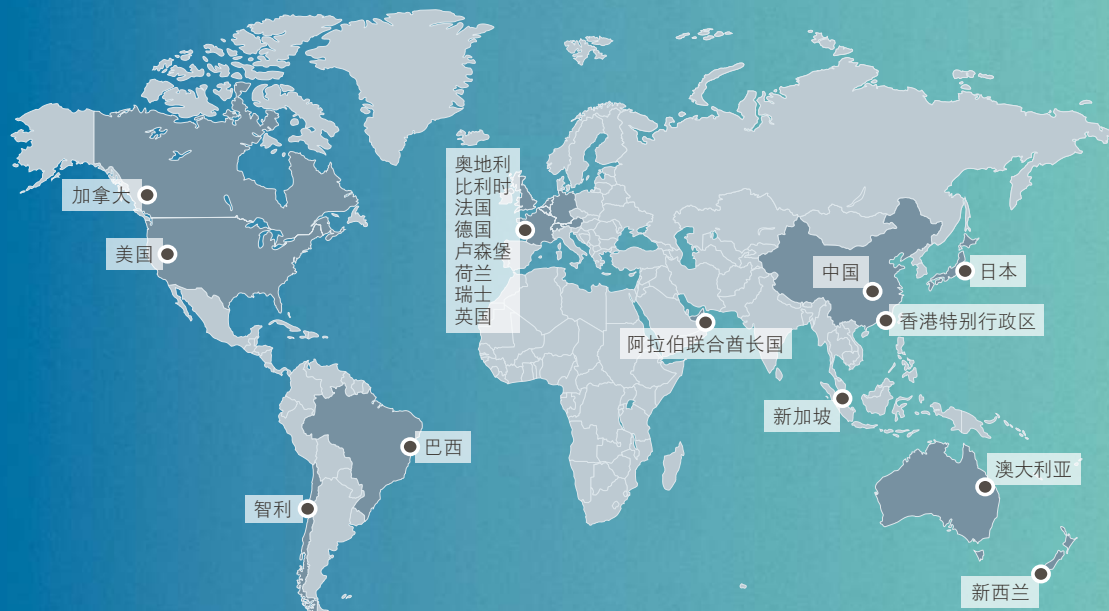 加拿大
美国
奥地利
比利时
法国
德国
卢森堡
荷兰
瑞士
英国
中国
日本
香港特别行政区
阿拉伯联合酋长国
新加坡
巴西
智利
澳大利亚
新西兰